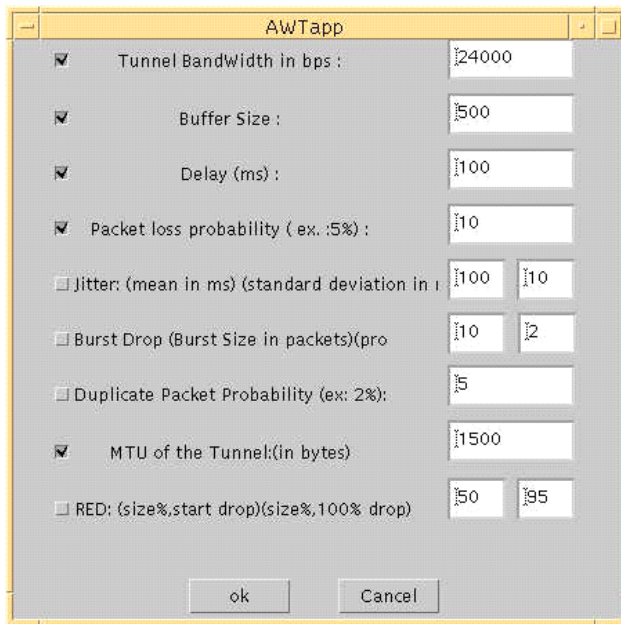 AWTapp
Tunnel BandWidth in bps : 24000
Buffer Size : 500
Delay (ms) : 100
Packet loss probability ( ex. :5%) : 10
Jitter: (mean in ms) (standard deviation in 100 10
Burst Drop (Burst Size in packets)(pro 10 2
Duplicate Packet Probability (ex: 2%): 5
MTU of the Tunnel:(in bytes) 1500
RED: (size%,start drop)(size%,100% drop) 50 95
ok Cancel